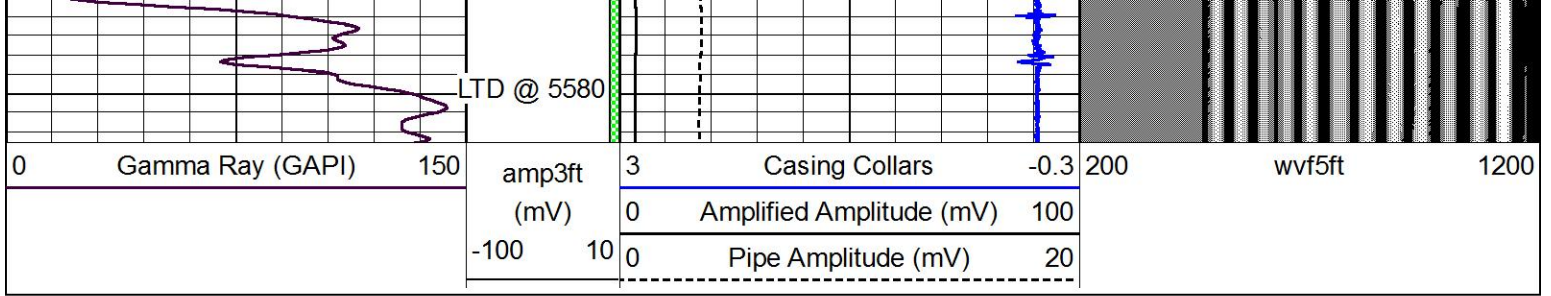 LTD @ 5580
0 Gamma Ray (GAPI) 150
amp3ft
(mV)
-100 10
3 Casing Collars -0.3
0 Amplified Amplitude (mV) 100
0 Pipe Amplitude (mV) 20
200 wvf5ft 1200